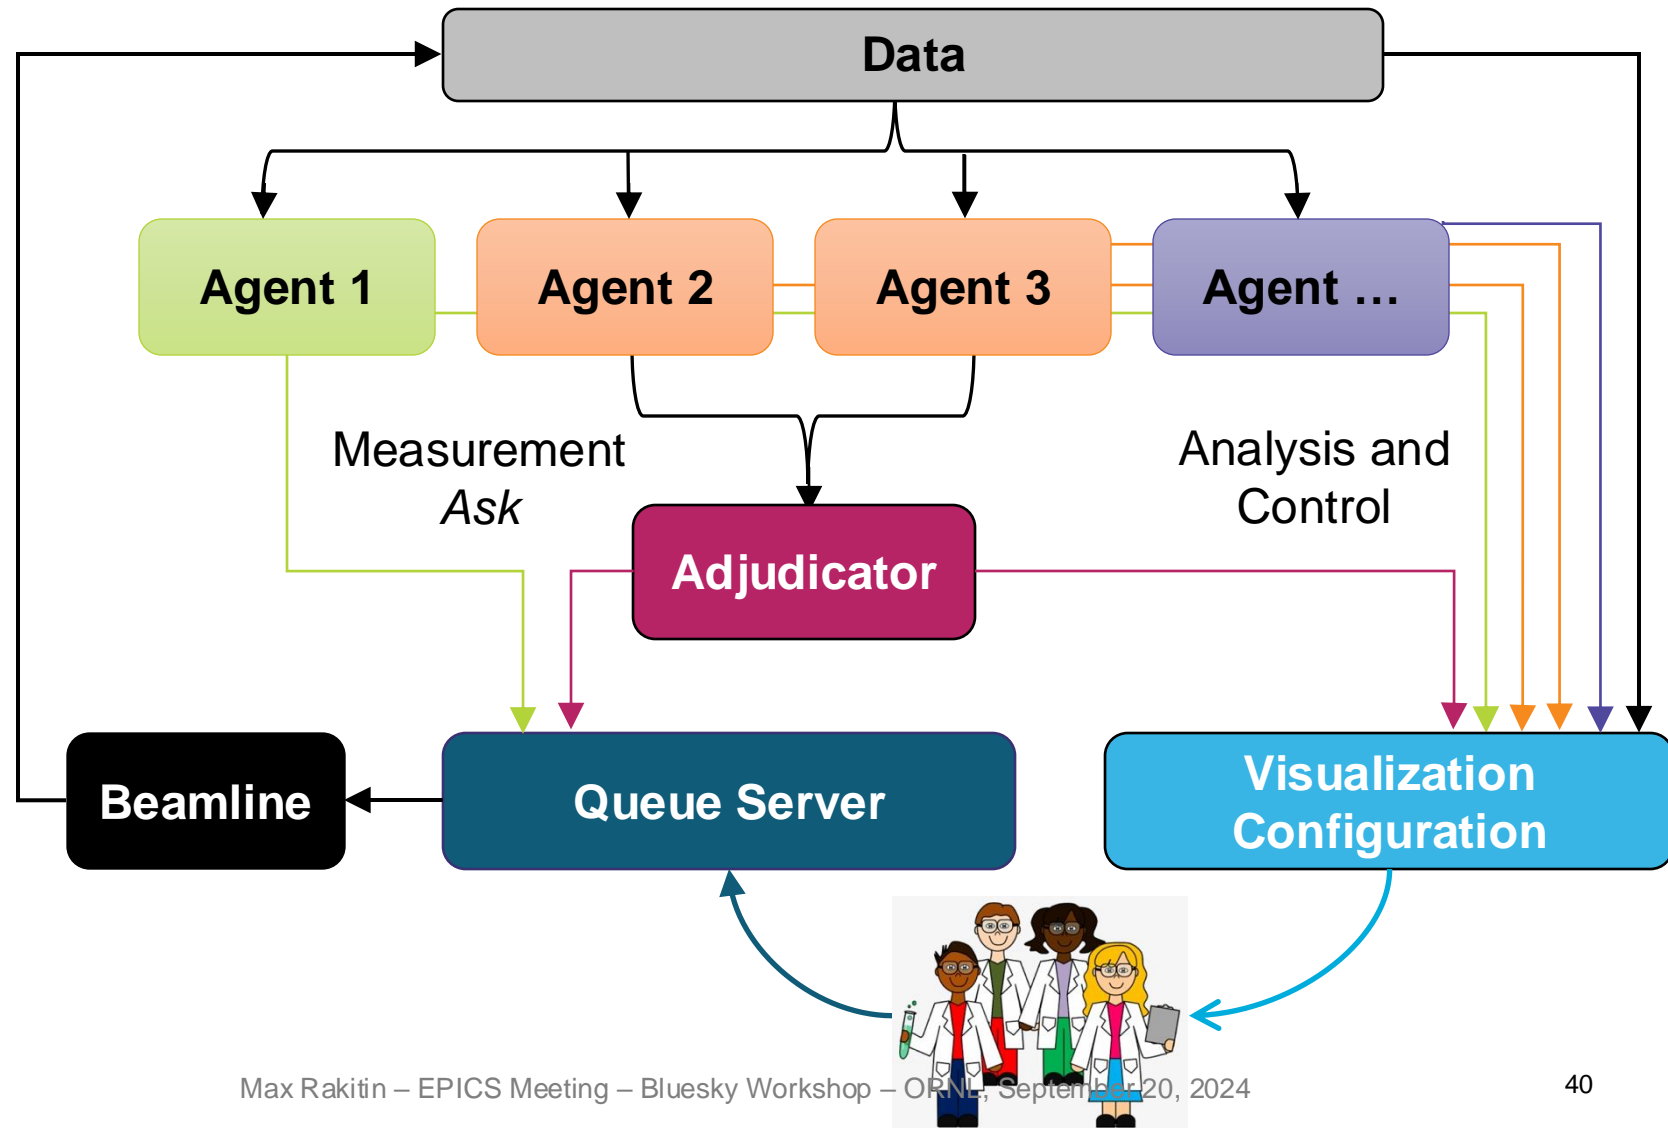 Data
Agent 1
Agent 2
Agent 3
Agent …
Measurement
Ask
Analysis and
Control
Adjudicator
Beamline
Queue Server
Visualization
Configuration
Max Rakitin – EPICS Meeting – Bluesky Workshop – ORNL, September 20, 2024
40